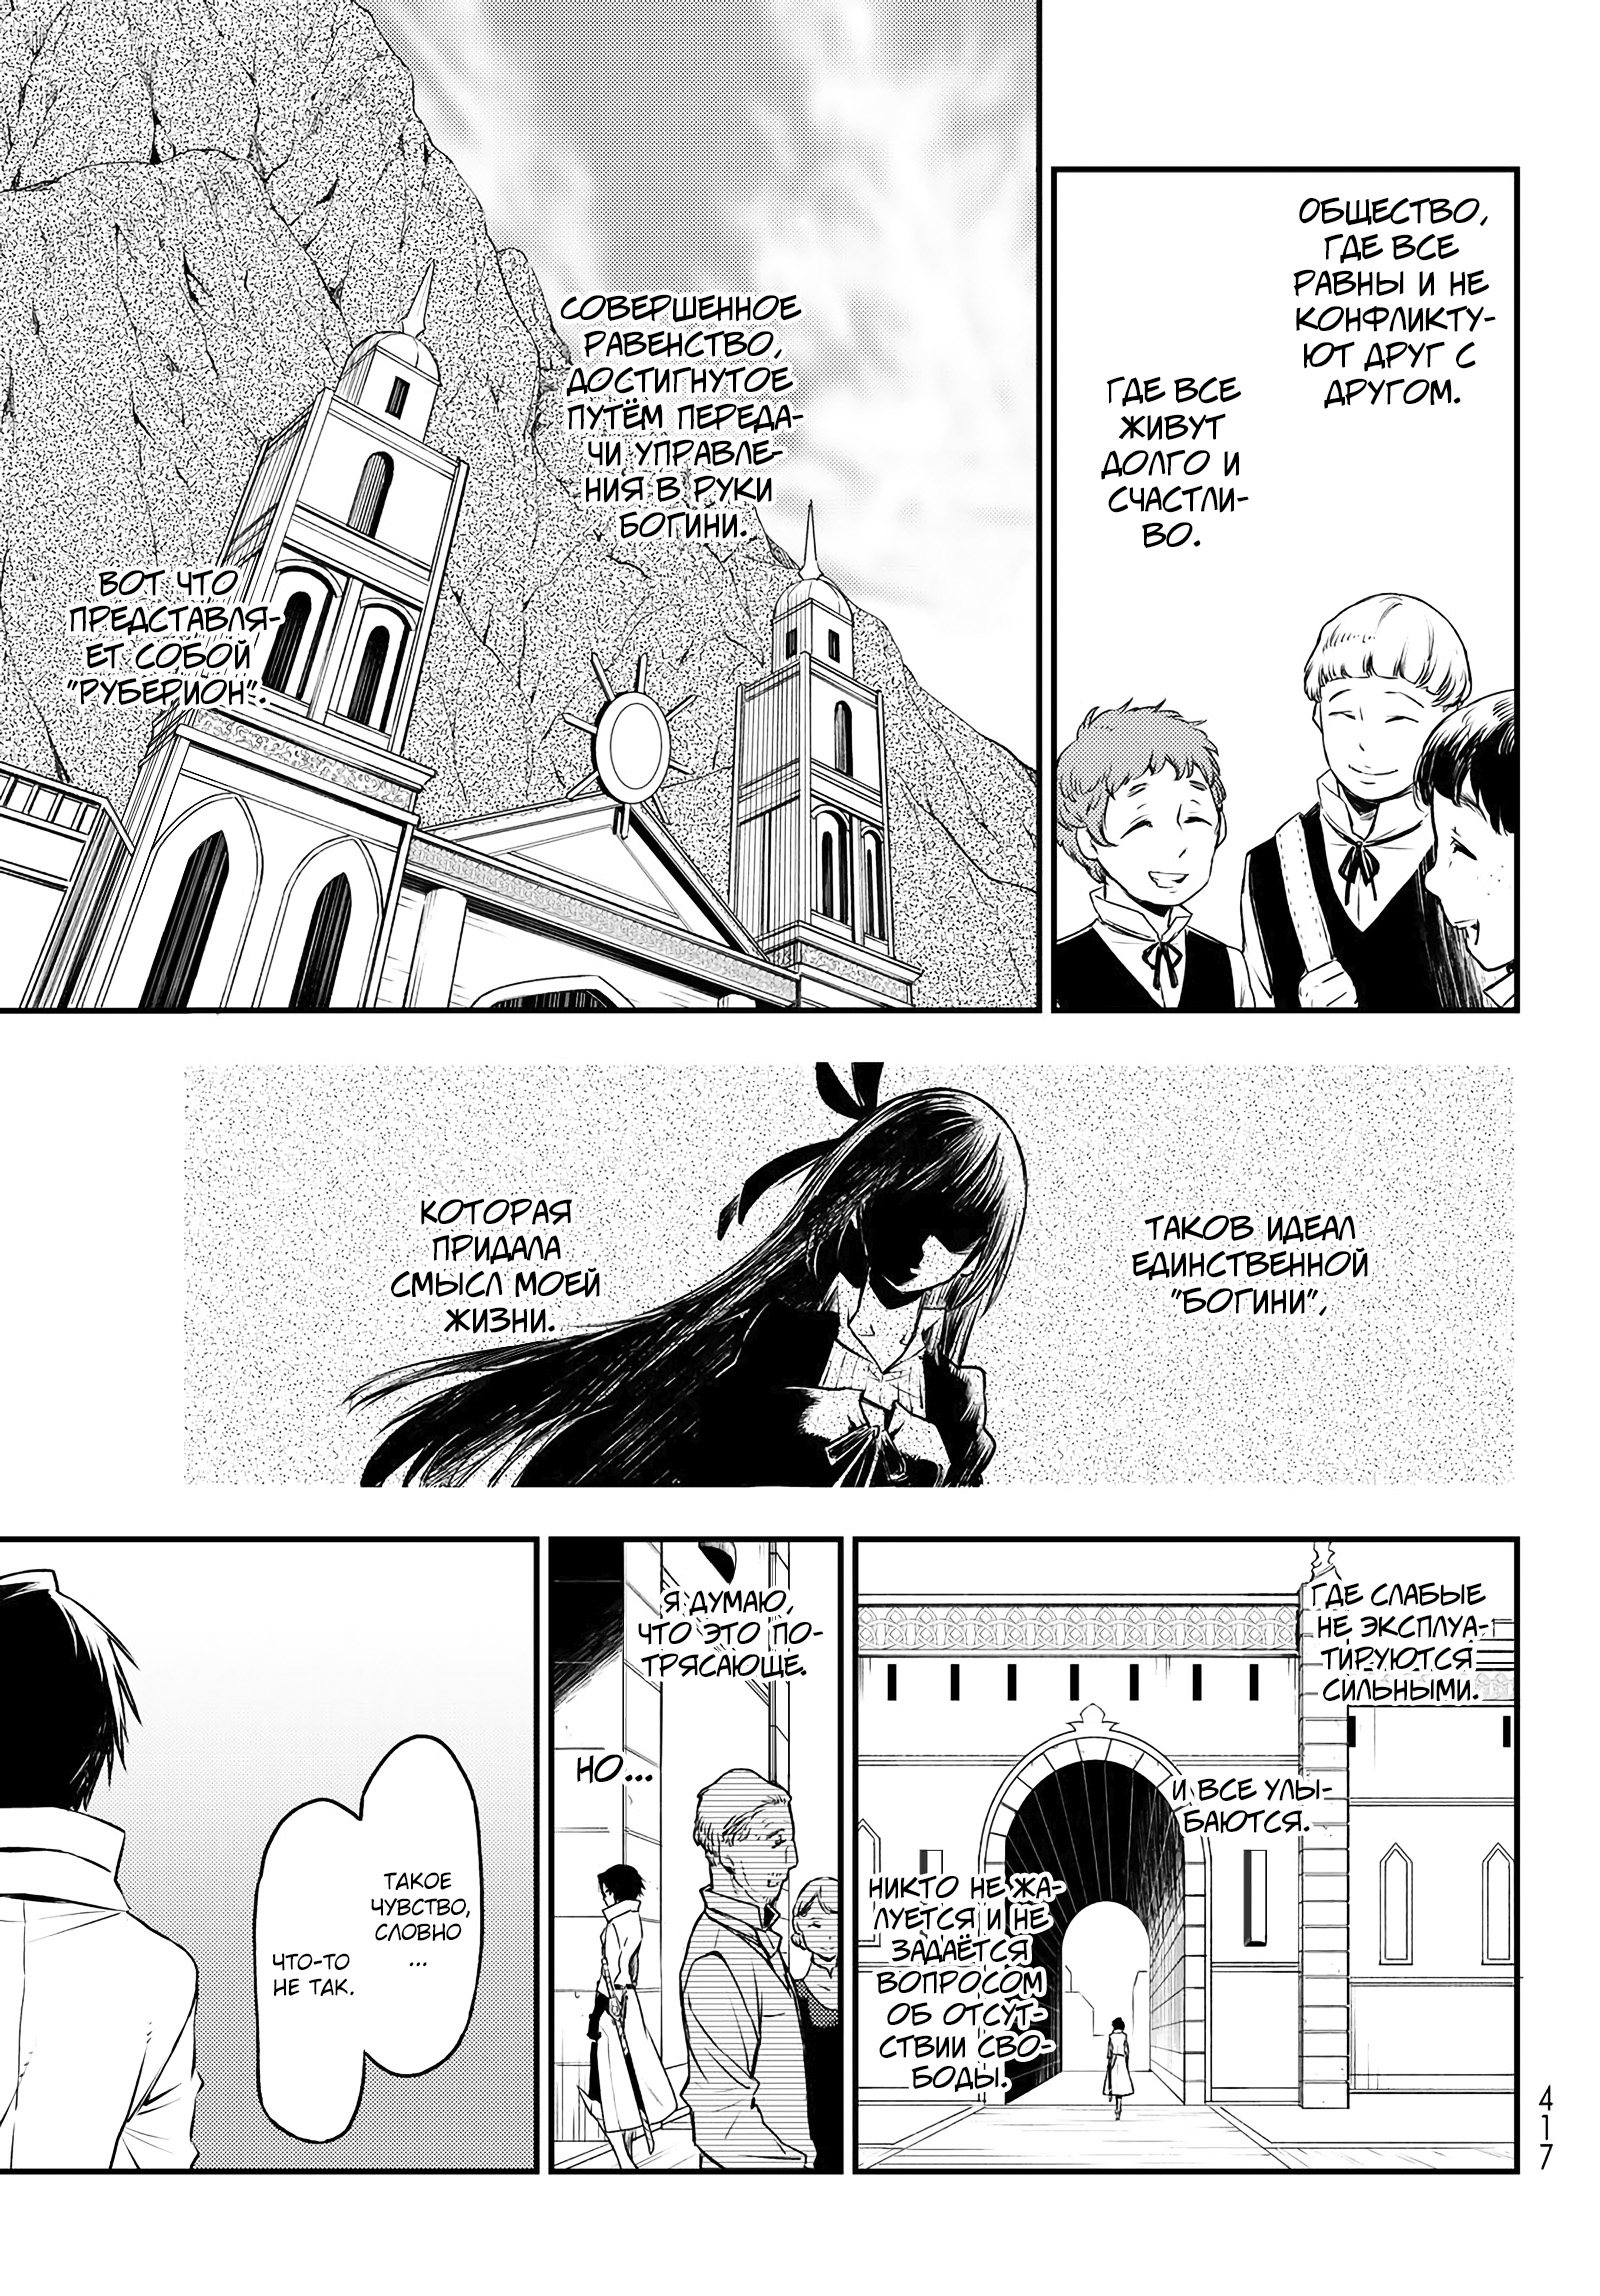 ОБЩЕСТВО,
ГДЕ ВСЕ
РАВНЫ И НЕ
КОНФЛИКТУ-
ЮТ ДРУГ С
ДРУГОМ.
ГДЕ ВСЕ
ЖИВУТ
ДОЛГО И
СЧАСТЛИ-
ВО.
СОВЕРШЕННОЕ
РАВЕНСТВО,
ДОСТИГНУТОЕ
ПУТЁМ ПЕРЕДА-
ЧИ УПРАВЛЕ-
НИЯ В РУКИ
БОГИНИ.
ВОТ ЧТО
ПРЕДСТАВЛЯ-
ЕТ СОБОЙ
"РУБЕРИОН".
ТАКОВ ИДЕАЛ
ЕДИНСТВЕННОЙ
"БОГИНИ",
КОТОРАЯ
ПРИДАЛА
СМЫСЛ МОЕЙ
ЖИЗНИ.
ГДЕ СЛАБЫЕ
НЕ ЭКСПЛУА-
ТИРУЮТСЯ
СИЛЬНЫМИ.
И ВСЕ УЛЫ-
БАЮТСЯ.
НИКТО НЕ ЖА-
ЛУЕТСЯ И НЕ
ЗАДАЁТСЯ
ВОПРОСОМ
ОБ ОТСУТ-
СТВИИ СВО-
БОДЫ.
Я ДУМАЮ,
ЧТО ЭТО ПО-
ТРЯСАЮЩЕ.
НО...
ТАКОЕ
ЧУВСТВО,
СЛОВНО
...
ЧТО-ТО
НЕ ТАК.
417